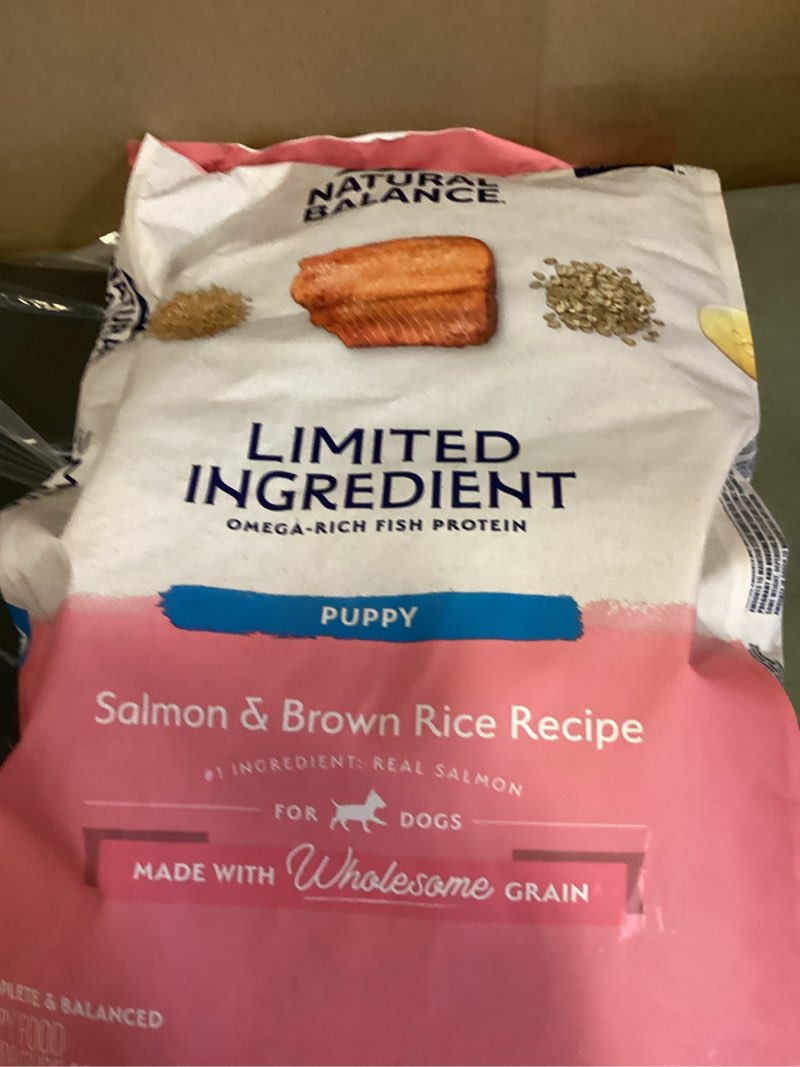 NATURAL
BALANCE
LIMITED
INGREDIENT
OMEGA-RICH FISH PROTEIN
PUPPY
Salmon & Brown Rice Recipe
#1 INGREDIENT: REAL SALMON
FOR DOGS
MADE WITH Wholesome GRAIN
& BALANCED